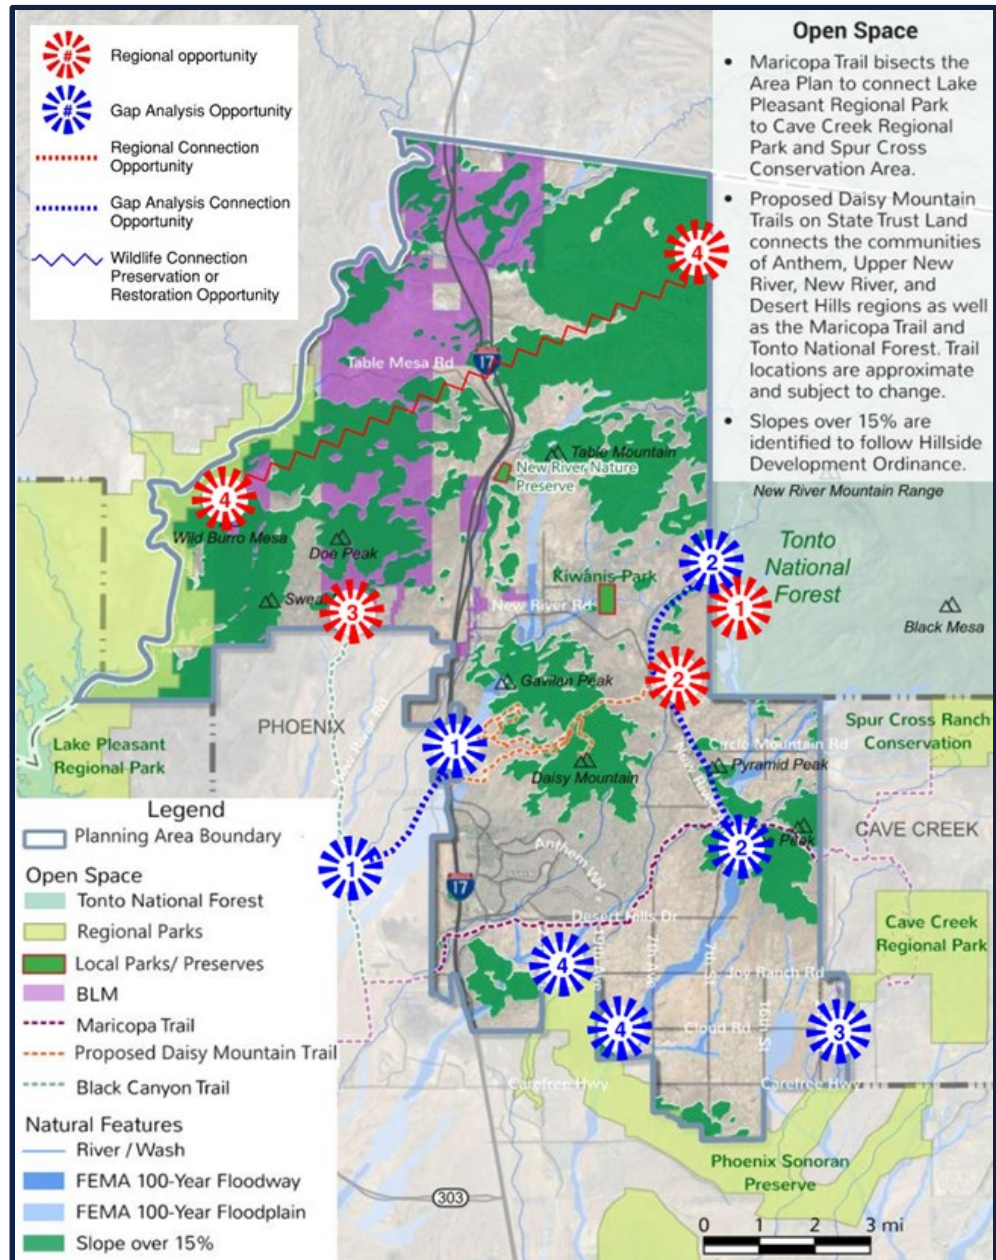 #
Regional opportunity
#
Gap Analysis Opportunity
Regional Connection
Opportunity
Gap Analysis Connection
Opportunity
Wildlife Connection
Preservation or
Restoration Opportunity
Open Space
• Maricopa Trail bisects the
Area Plan to connect Lake
Pleasant Regional Park
to Cave Creek Regional
Park and Spur Cross
Conservation Area.
• Proposed Daisy Mountain
Trails on State Trust Land
connects the communities
of Anthem, Upper New
River, New River, and
Desert Hills regions as well
as the Maricopa Trail and
Tonto National Forest. Trail
locations are approximate
and subject to change.
• Slopes over 15% are
identified to follow Hillside
Development Ordinance.
4
17
Table Mesa Rd
Table Mountain
New River Nature
Preserve
New River Mountain Range
4
Wild Burro Mesa
Doe Peak
Tonto
National
Forest
2
Kiwanis Park
Swea
3
New River Rd
1
Black Mesa
2
Gavilan Peak
PHOENIX
1
Lake Pleasant
Regional Park
Spur Cross Ranch
Conservation
Circle Mountain Rd
Pyramid Peak
Daisy Mountain
CAVE CREEK
Peak
2
1
Anthem Wy
17
Desert Hills Dr
Cave Creek
Regional Park
4
7th Ave
7th St
Joy Ranch Rd
4
Cloud Rd
16th St
3
Carefree Hwy
Carefree Hwy
Phoenix Sonoran
Preserve
303
0 1 2 3 mi
Legend
Planning Area Boundary
Open Space
Tonto National Forest
Regional Parks
Local Parks/ Preserves
BLM
Maricopa Trail
Proposed Daisy Mountain Trail
Black Canyon Trail
Natural Features
River / Wash
FEMA 100-Year Floodway
FEMA 100-Year Floodplain
Slope over 15%